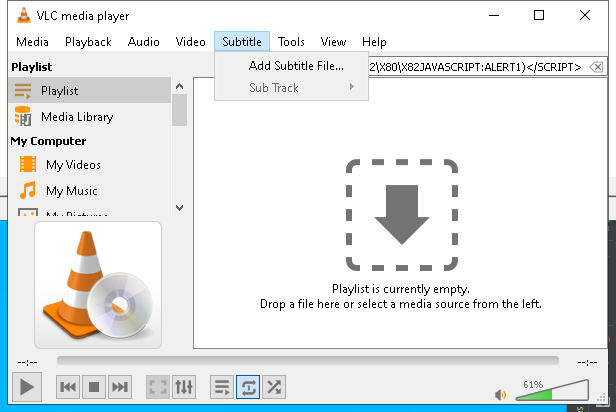 VLC media player
Media Playback Audio Video Subtitle Tools View Help
Playlist
Add Subtitle File...
2\X80\X82JAVASCRIPT:ALERT1)</SCRIPT>
Sub Track
Playlist
Media Library
My Computer
My Videos
My Music
My Pictures
Playlist is currently empty.
Drop a file here or select a media source from the left.
--:--
--:--
61%